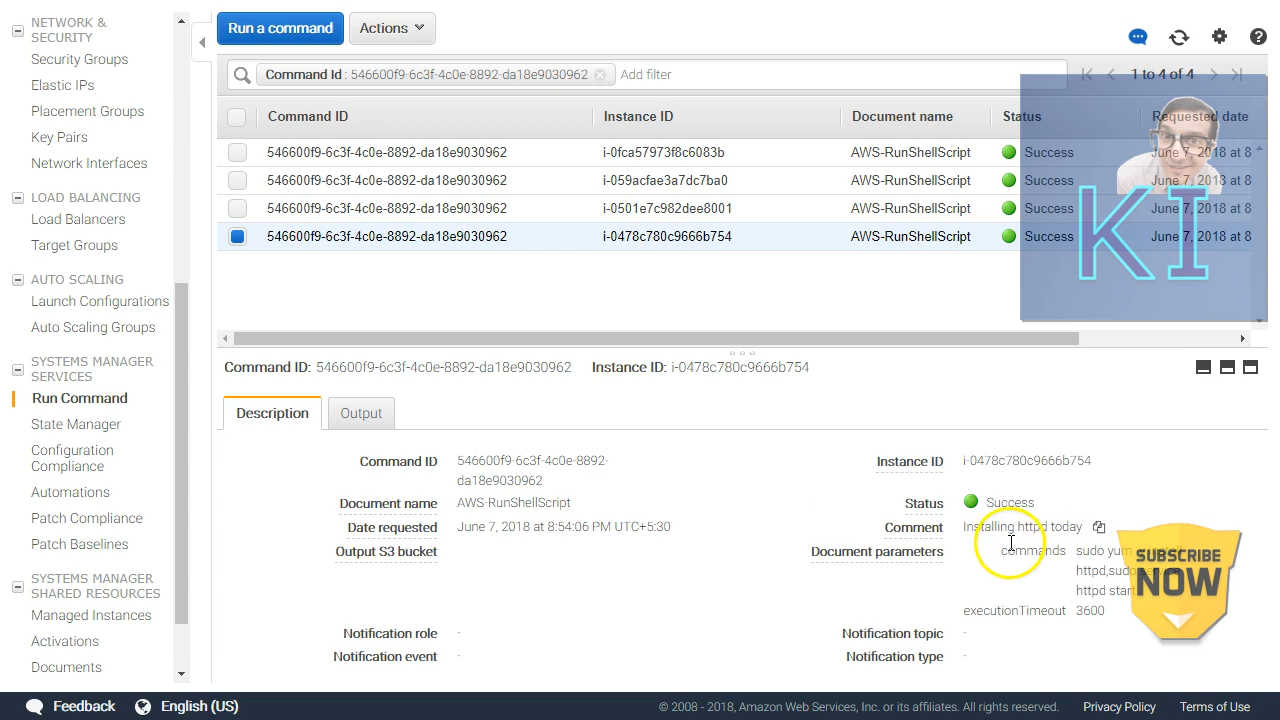 NETWORK &
SECURITY
Security Groups
Elastic IPs
Placement Groups
Key Pairs
Network Interfaces
LOAD BALANCING
Load Balancers
Target Groups
AUTO SCALING
Launch Configurations
Auto Scaling Groups
SYSTEMS MANAGER
SERVICES
Run Command
State Manager
Configuration
Compliance
Automations
Patch Compliance
Patch Baselines
SYSTEMS MANAGER
SHARED RESOURCES
Managed Instances
Activations
Documents
Run a command Actions
Command Id : 546600f9-6c3f-4c0e-8892-da18e9030962 Add filter 1 to 4 of 4
Command ID Instance ID Document name Status Requested date
546600f9-6c3f-4c0e-8892-da18e9030962 i-0fca57973f8c6083b AWS-RunShellScript Success June 7, 2018 at 8
546600f9-6c3f-4c0e-8892-da18e9030962 i-059acfae3a7dc7ba0 AWS-RunShellScript Success June 7, 2018 at 8
546600f9-6c3f-4c0e-8892-da18e9030962 i-0501e7c982dee8001 AWS-RunShellScript Success June 7, 2018 at 8
546600f9-6c3f-4c0e-8892-da18e9030962 i-0478c780c9666b754 AWS-RunShellScript Success June 7, 2018 at 8
KI
Command ID: 546600f9-6c3f-4c0e-8892-da18e9030962 Instance ID: i-0478c780c9666b754
Description Output
Command ID 546600f9-6c3f-4c0e-8892-
da18e9030962
Instance ID i-0478c780c9666b754
Document name AWS-RunShellScript
Status Success
Date requested June 7, 2018 at 8:54:06 PM UTC+5:30
Comment Installing httpd today
Output S3 bucket
Document parameters commands sudo yum
httpd,sudo
httpd start
executionTimeout 3600
Notification role -
Notification topic -
Notification event -
Notification type -
SUBSCRIBE
NOW
Feedback English (US) © 2008 - 2018, Amazon Web Services, Inc. or its affiliates. All rights reserved. Privacy Policy Terms of Use